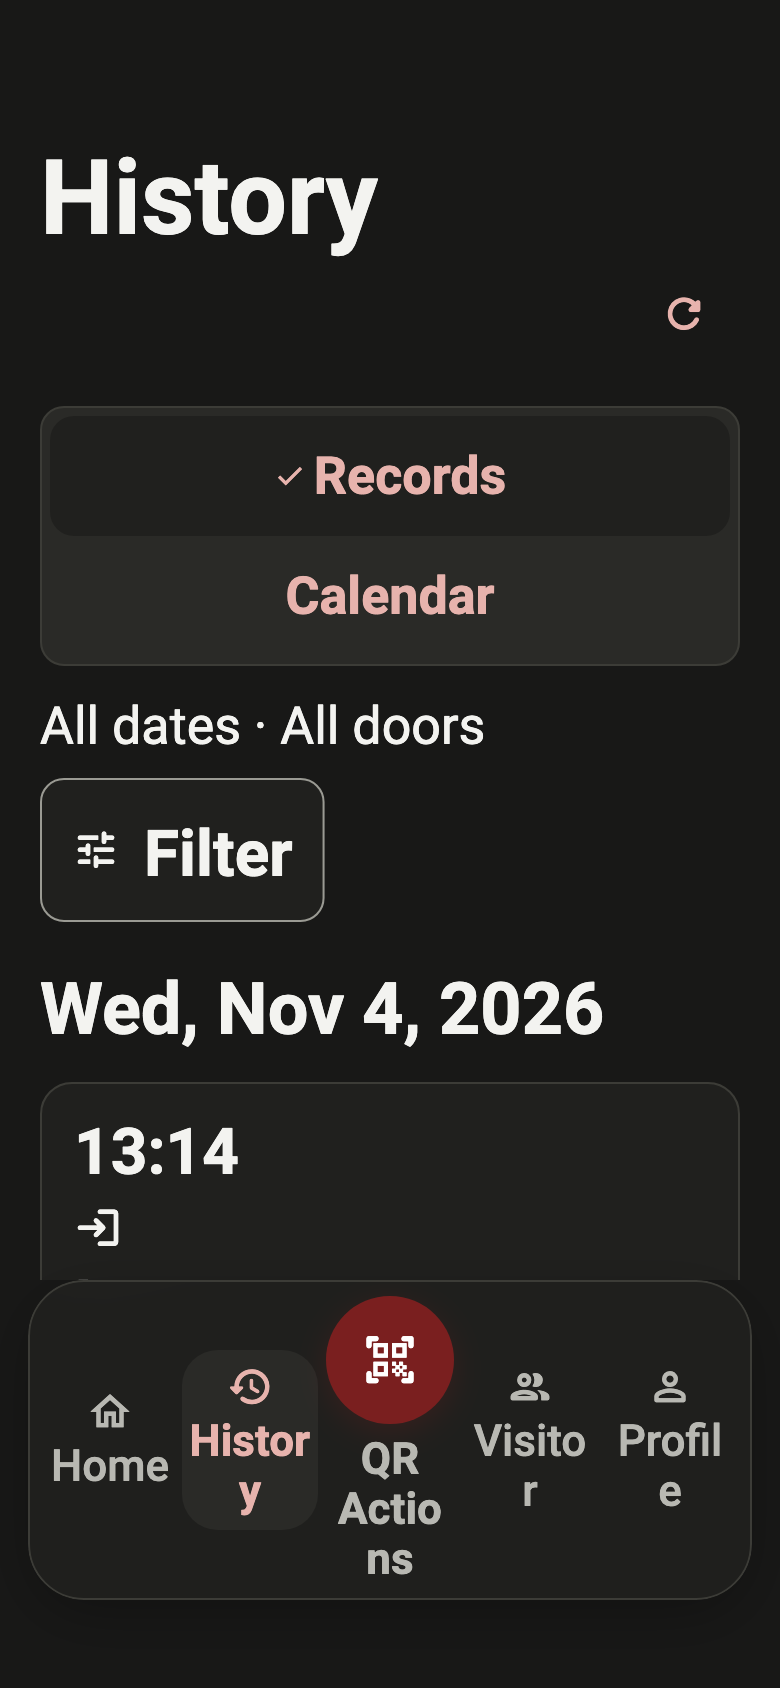 History
Records
Calendar
All dates · All doors
Filter
Wed, Nov 4, 2026
13:14
Home
Histor
y
QR
Actio
ns
Visito
r
Profil
e